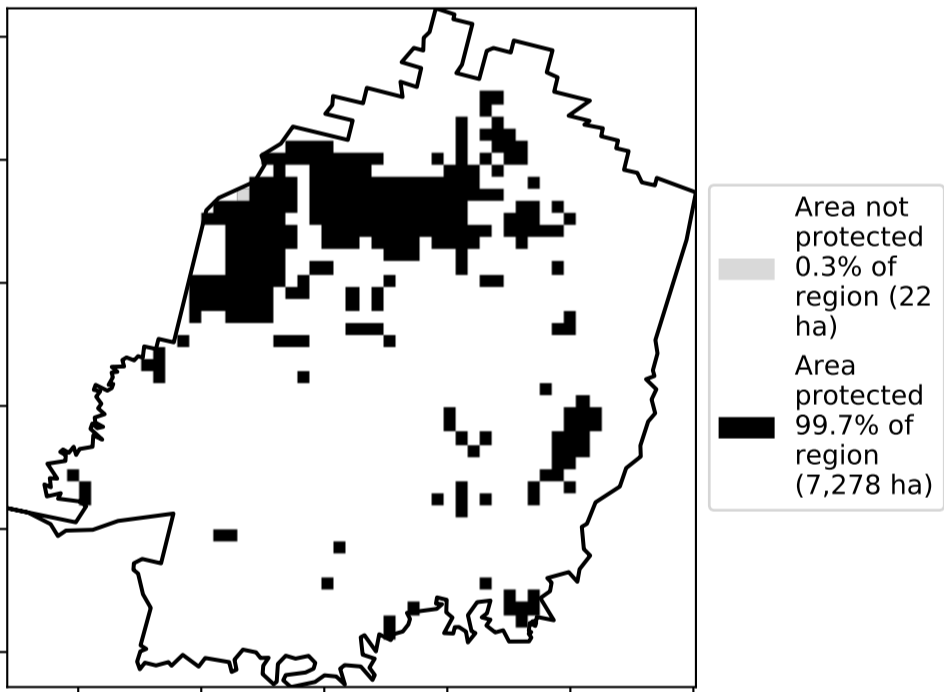 Area not
protected
0.3% of
region (22
ha)
Area
protected
99.7% of
region
(7,278 ha)